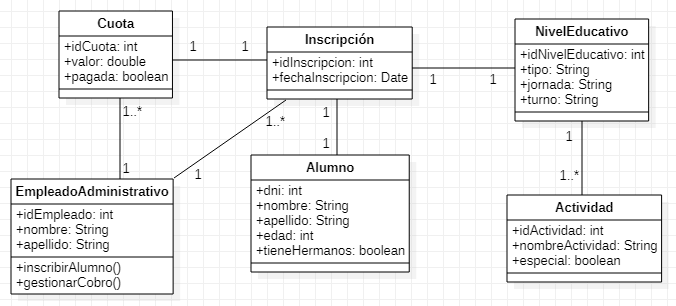 Cuota
+idCuota: int
+valor: double
+pagada: boolean
1
1
Inscripción
+idInscripcion: int
+fechaInscripcion: Date
1
1
NivelEducativo
+idNivelEducativo: int
+tipo: String
+jornada: String
+turno: String
1..*
1
1..*
1
1
1
1
1..*
EmpleadoAdministrativo
+idEmpleado: int
+nombre: String
+apellido: String
+inscribirAlumno()
+gestionarCobro()
Alumno
+dni: int
+nombre: String
+apellido: String
+edad: int
+tieneHermanos: boolean
Actividad
+idActividad: int
+nombreActividad: String
+especial: boolean